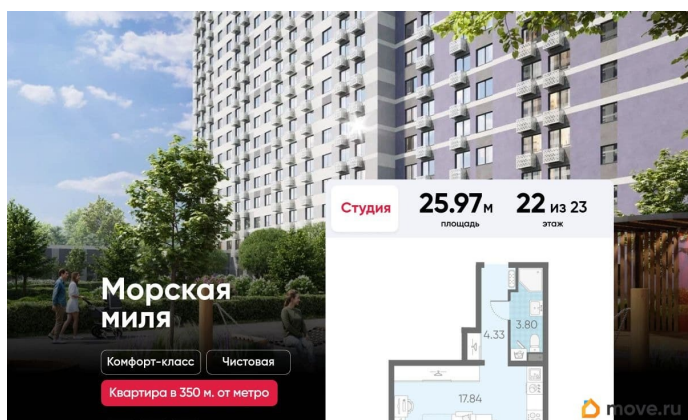 Студия
25.97м
площадь
22 из 23
этаж
Морская
миля
Комфорт-класс
Чистовая
Квартира в 350 м. от метро
4.33
3.80
17.84
move.ru